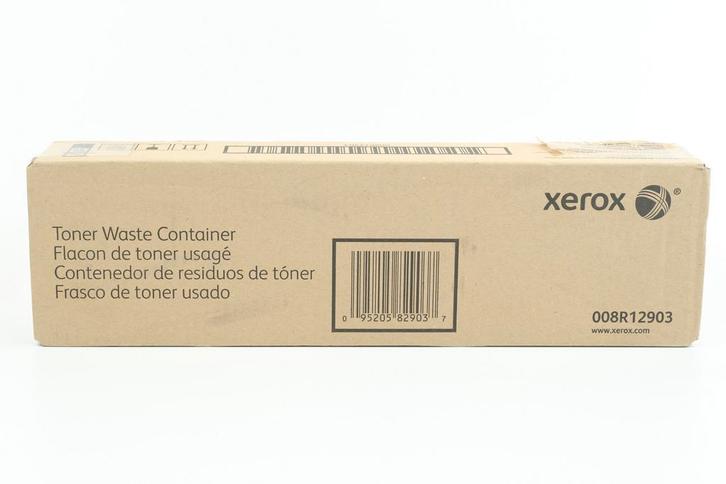 xerox ®
Toner Waste Container
Flacon de toner usagé
Contenedor de residuos de tóner
Frasco de toner usado
0 95205 82903 7
008R12903
www.xerox.com